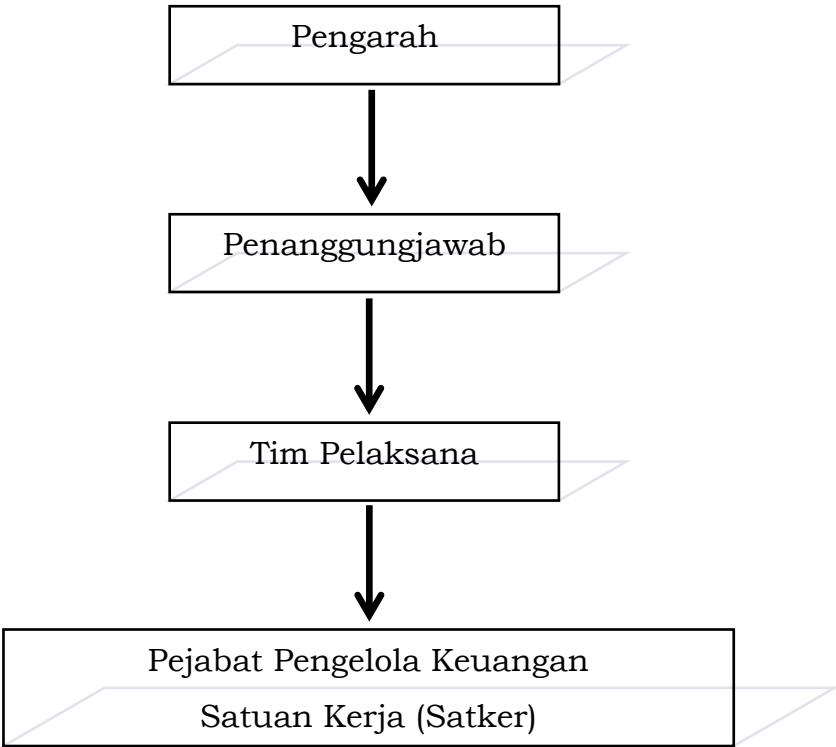 Pengarah
Penanggungjawab
Tim Pelaksana
Pejabat Pengelola Keuangan
Satuan Kerja (Satker)